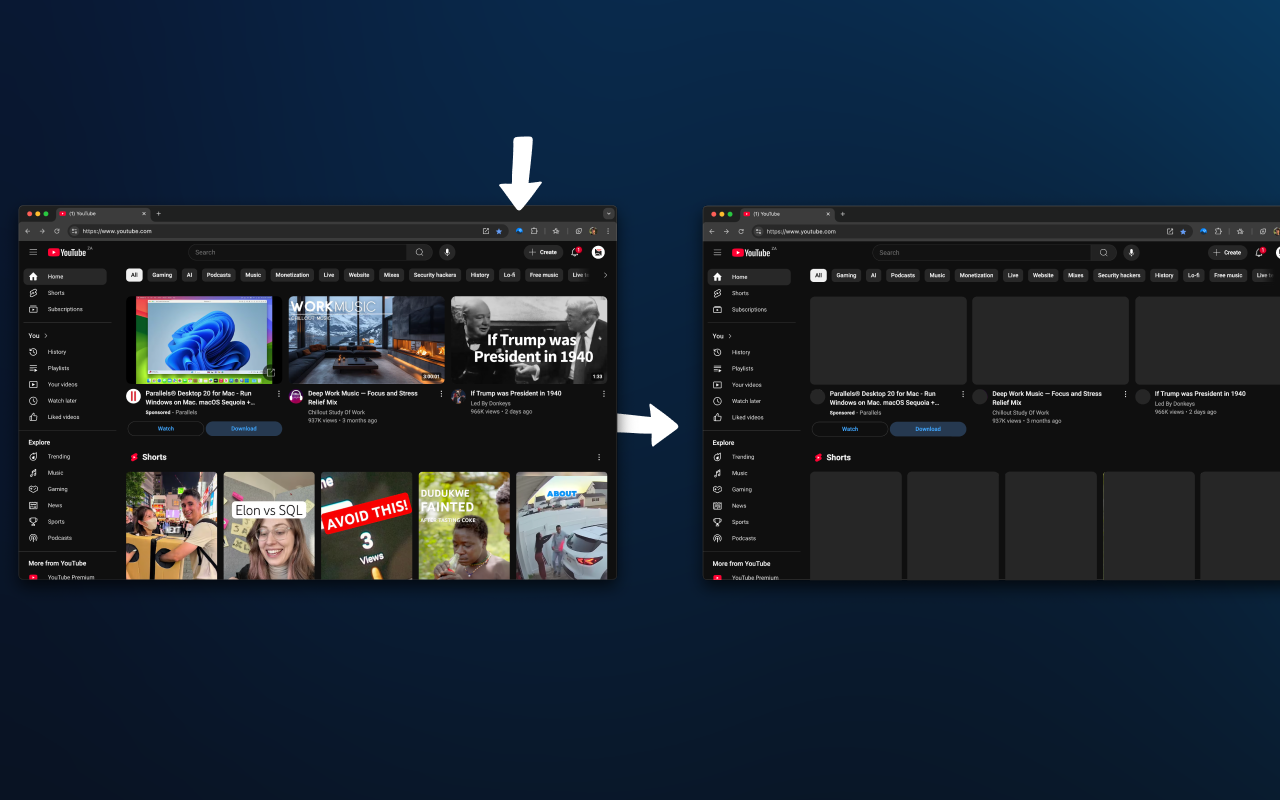 (1) YouTube
https://www.youtube.com
YouTube ZA
Search
Create
1
Home
Shorts
Subscriptions
You
History
Playlists
Your videos
Watch later
Liked videos
Explore
Trending
Music
Gaming
News
Sports
Podcasts
More from YouTube
YouTube Premium
All Gaming AI Podcasts Music Monetization Live Website Mixes Security hackers History Lo-fi Free music Live
WORKMUSIC
CHILLOUT MUSIC
3:00:01
If Trump was
President in 1940
1:33
Parallels® Desktop 20 for Mac - Run
Windows on Mac. macOS Sequoia +...
Sponsored · Parallels
Watch
Download
Deep Work Music — Focus and Stress
Relief Mix
Chillout Study Of Work
937K views • 3 months ago
If Trump was President in 1940
Led By Donkeys
966K views • 2 days ago
Shorts
Elon vs SQL
AVOID THIS!
3
Views
DUDUKWE
FAINTED
AFTER TASTING COKE
ABOUT
(1) YouTube
https://www.youtube.com
YouTube ZA
Search
Create
1
Home
Shorts
Subscriptions
You
History
Playlists
Your videos
Watch later
Liked videos
Explore
Trending
Music
Gaming
News
Sports
Podcasts
More from YouTube
YouTube Premium
All Gaming AI Podcasts Music Monetization Live Website Mixes Security hackers History Lo-fi Free music Live
Parallels® Desktop 20 for Mac - Run
Windows on Mac. macOS Sequoia +...
Sponsored · Parallels
Watch
Download
Deep Work Music — Focus and Stress
Relief Mix
Chillout Study Of Work
937K views • 3 months ago
If Trump was President in 1940
Led By Donkeys
966K views • 2 days ago
Shorts